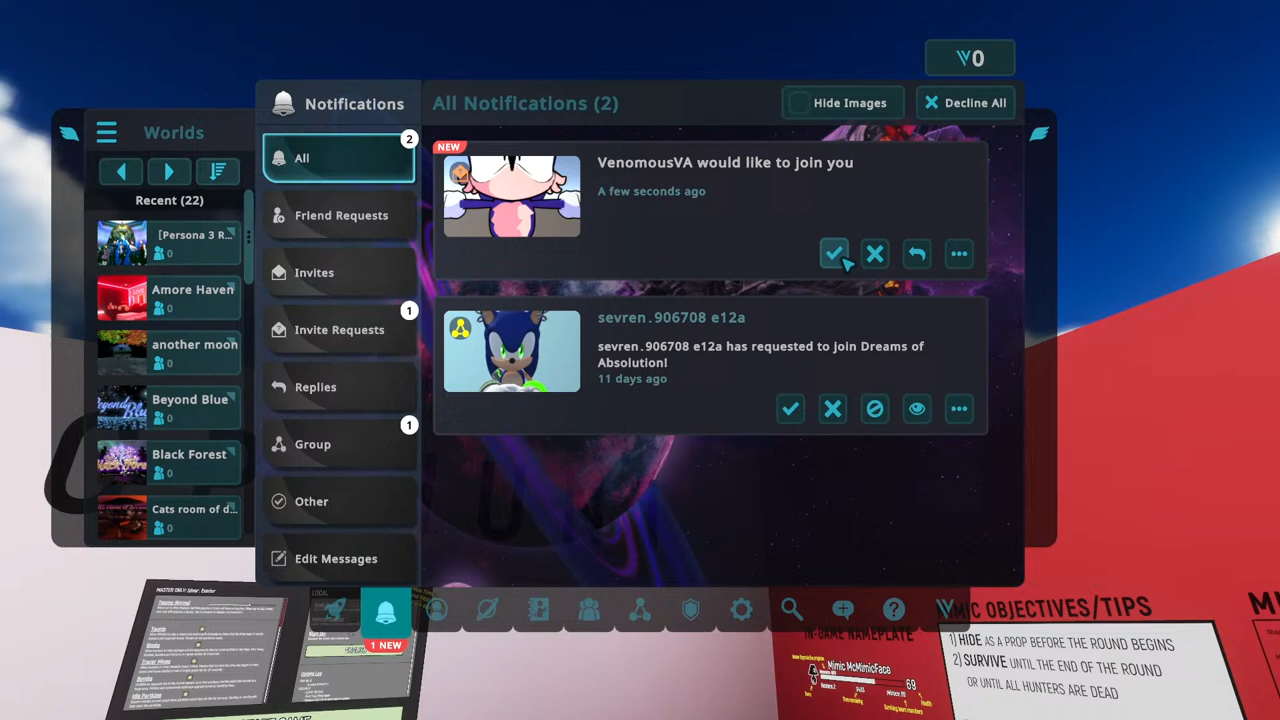 0
Notifications
All Notifications (2)
Hide Images
Decline All
Worlds
Recent (22)
[Persona 3 R...
0
Amore Haven
0
another moon
0
Beyond Blue
0
Black Forest
0
Cats room of d...
0
All
2
Friend Requests
Invites
Invite Requests
1
Replies
Group
1
Other
Edit Messages
NEW
VenomousVA would like to join you
A few seconds ago
sevren.906708 e12a
sevren.906708 e12a has requested to join Dreams of
Absolution!
11 days ago
1 NEW
MASTER ONLY:
LOCAL
IN-GAME NAMEPLATE
Mimic McMimicFace
69
MIMIC OBJECTIVES/TIPS
1) HIDE AS A PROP BEFORE THE ROUND BEGINS
2) SURVIVE UNTIL THE END OF THE ROUND
OR UNTIL ALL HUNTERS ARE DEAD